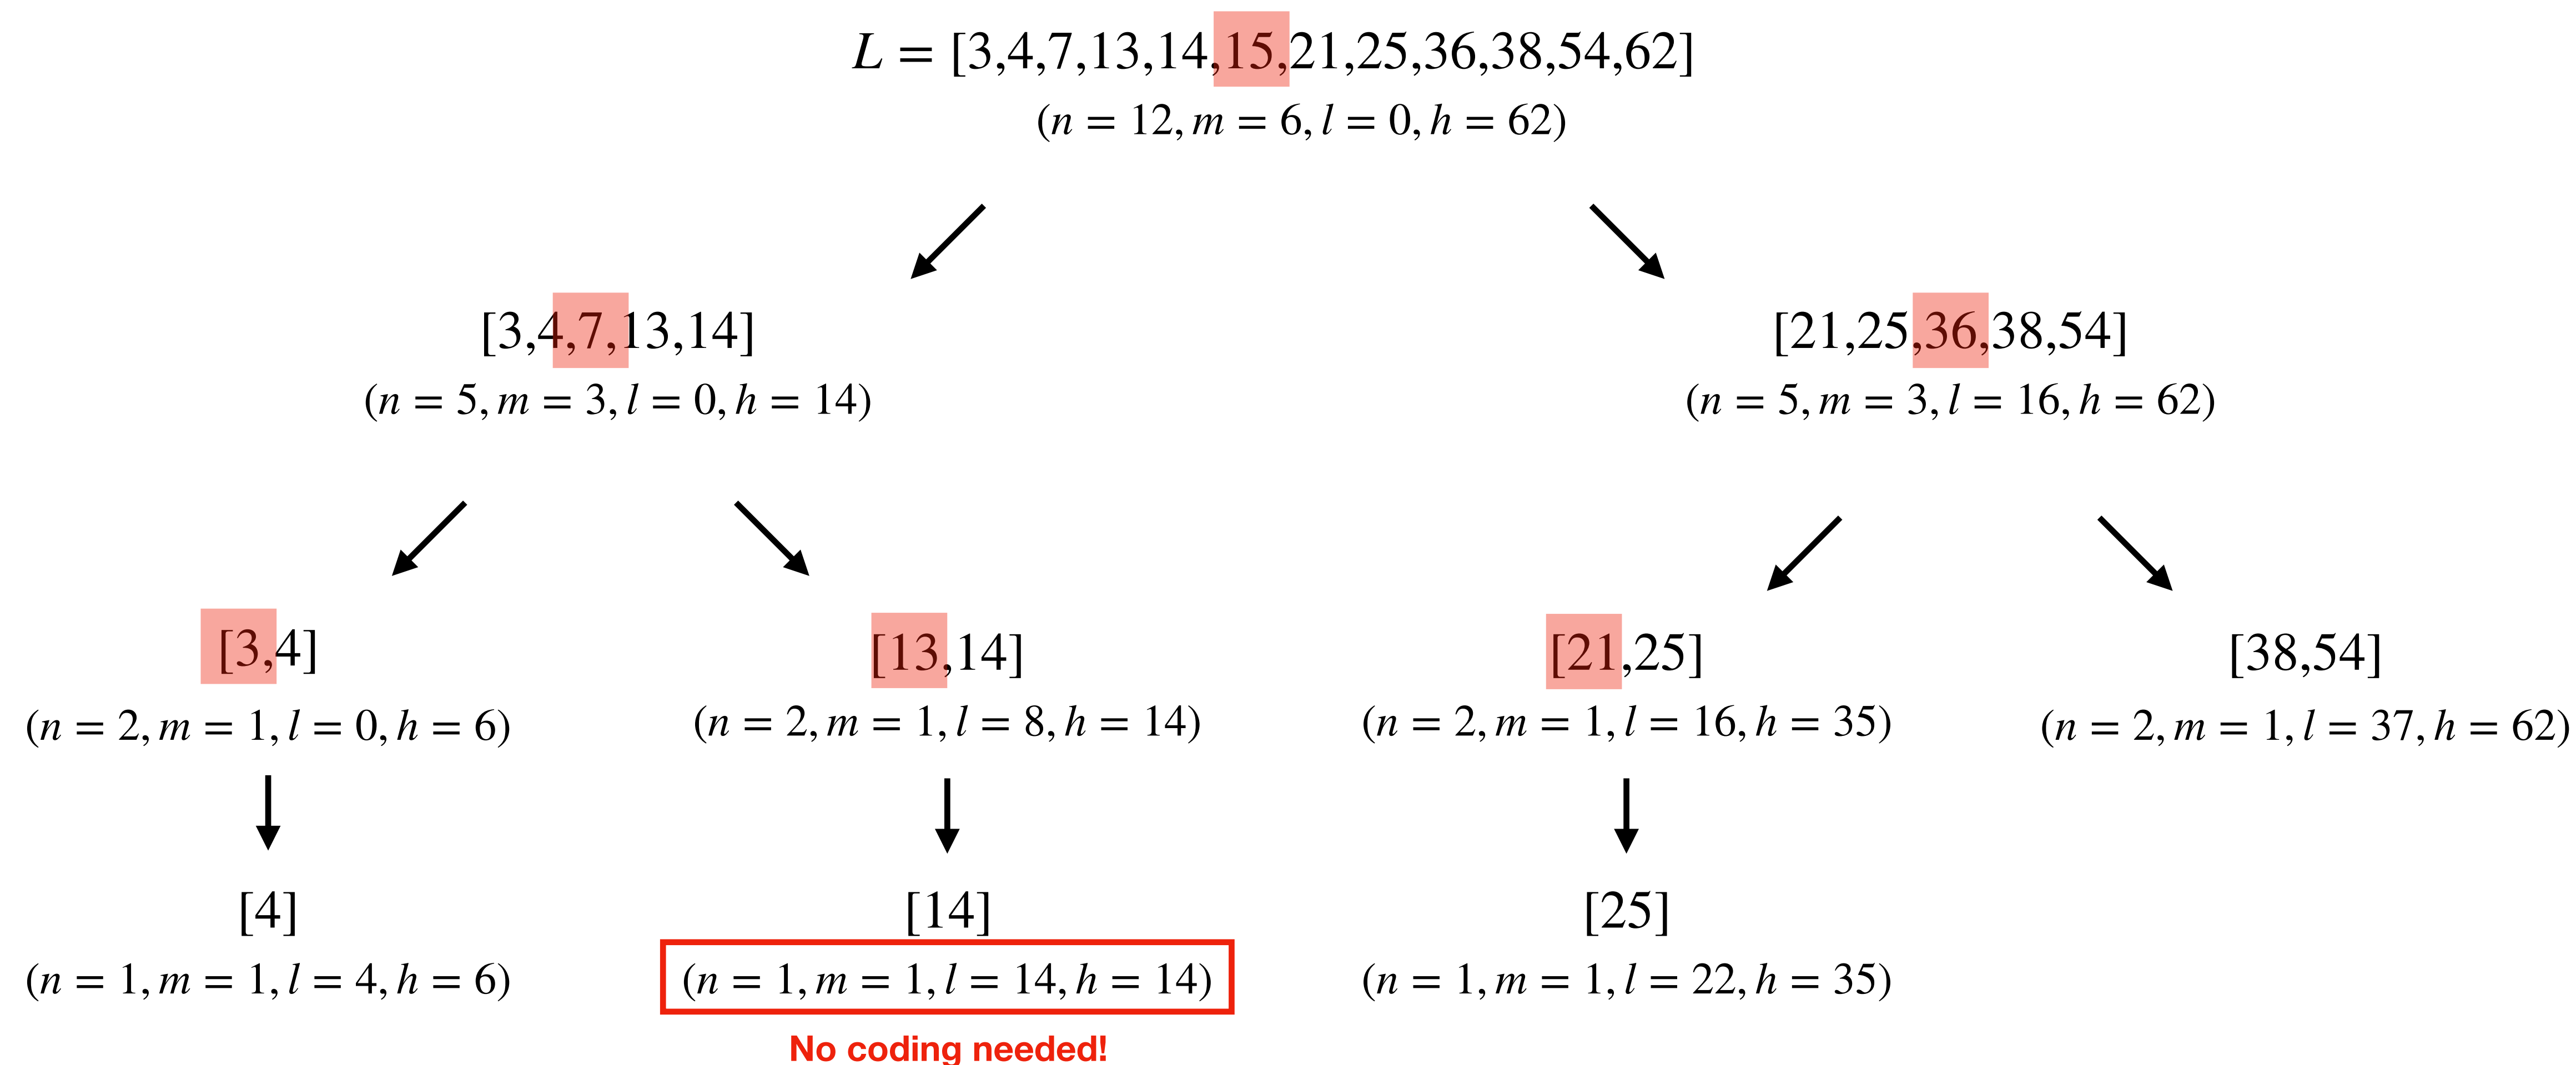 L = [3,4,7,13,14,15,21,25,36,38,54,62]
(n = 12, m = 6, l = 0, h = 62)
[3,4,7,13,14]
[21,25,36,38,54]
(n = 5, m = 3, l = 0, h = 14)
(n = 5, m = 3, l = 16, h = 62)
[3,4]
[13,14]
[21,25]
[38,54]
(n = 2, m = 1, l = 0, h = 6)
(n = 2, m = 1, l = 8, h = 14)
(n = 2, m = 1, l = 16, h = 35)
(n = 2, m = 1, l = 37, h = 62)
[4]
[14]
[25]
(n = 1, m = 1, l = 4, h = 6)
(n = 1, m = 1, l = 14, h = 14)
(n = 1, m = 1, l = 22, h = 35)
No coding needed!